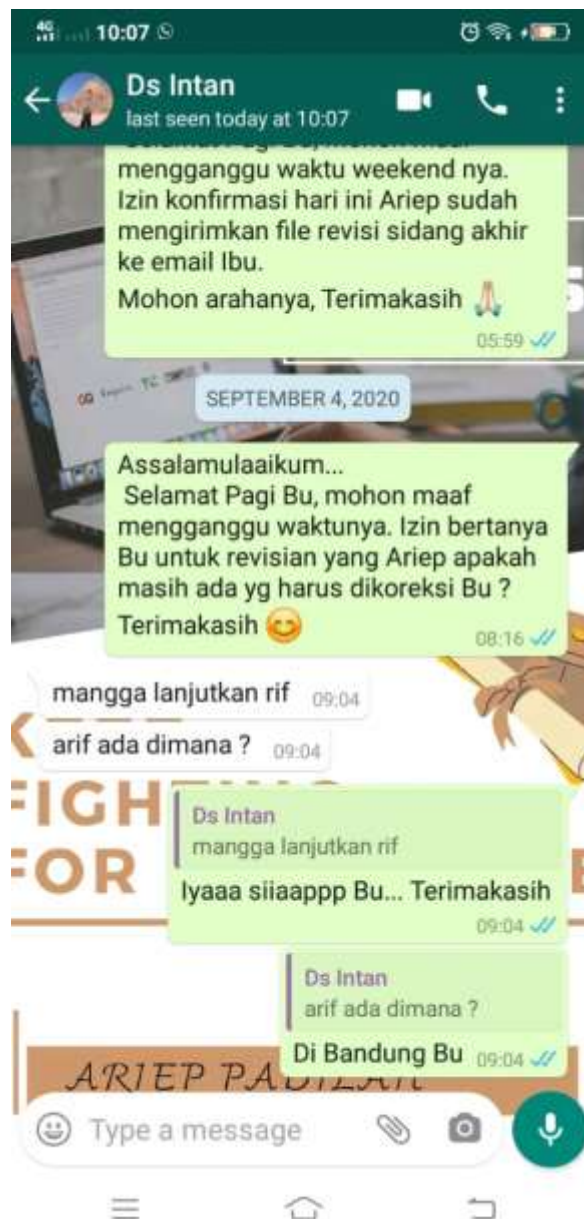 4G 10:07
Ds Intan
last seen today at 10:07
mengganggu waktu weekend nya.
Izin konfirmasi hari ini Ariep sudah
mengirimkan file revisi sidang akhir
ke email Ibu.
Mohon arahanya, Terimakasih 🙏🏻
05:59
SEPTEMBER 4, 2020
Assalamulaaikum...
Selamat Pagi Bu, mohon maaf
mengganggu waktunya. Izin bertanya
Bu untuk revisian yang Ariep apakah
masih ada yg harus dikoreksi Bu ?
Terimakasih 😊
08:16
mangga lanjutkan rif 09:04
arif ada dimana ? 09:04
FIGH
FOR
Ds Intan
mangga lanjutkan rif
Iyaaa siiaappp Bu... Terimakasih
09:04
Ds Intan
arif ada dimana ?
Di Bandung Bu 09:04
ARIEP
Type a message